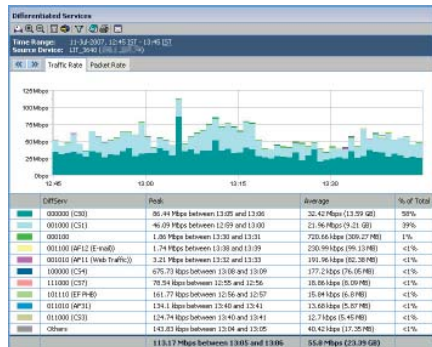 Differentiated Services
Time Range: 11-Jul-2007, 12:45 IST - 13:45 IST
Source Device:
Traffic Rate Packet Rate
125Mbps
100Mbps
75Mbps
50Mbps
25Mbps
0bps
12:45 13:00 13:15 13:30
DiffServ Peak Average % of Total
000000 (CS0) 86.44 Mbps between 13:05 and 13:06 32.42 Mbps (13.59 GB) 58%
001000 (CS1) 46.09 Mbps between 12:59 and 13:00 21.96 Mbps (9.21 GB) 39%
000100 1.86 Mbps between 13:30 and 13:31 720.66 kbps (309.27 MB) 1%
001100 (AF12 (E-mail)) 1.74 Mbps between 13:38 and 13:39 230.99 kbps (99.13 MB) <1%
001010 (AF11 (Web Traffic)) 3.21 Mbps between 13:32 and 13:33 191.96 kbps (82.38 MB) <1%
100000 (CS4) 675.73 kbps between 13:08 and 13:09 177.2 kbps (76.05 MB) <1%
111000 (CS7) 78.54 kbps between 12:55 and 12:56 18.86 kbps (8.09 MB) <1%
101110 (EF PHB) 161.77 kbps between 12:56 and 12:57 15.84 kbps (6.8 MB) <1%
011010 (AF31) 134.1 kbps between 13:40 and 13:41 13.68 kbps (5.87 MB) <1%
011000 (CS3) 124.74 kbps between 13:40 and 13:41 12.7 kbps (5.45 MB) <1%
Others 143.83 kbps between 13:04 and 13:05 40.42 kbps (17.35 MB) <1%
113.17 Mbps between 13:05 and 13:06 55.8 Mbps (23.39 GB)